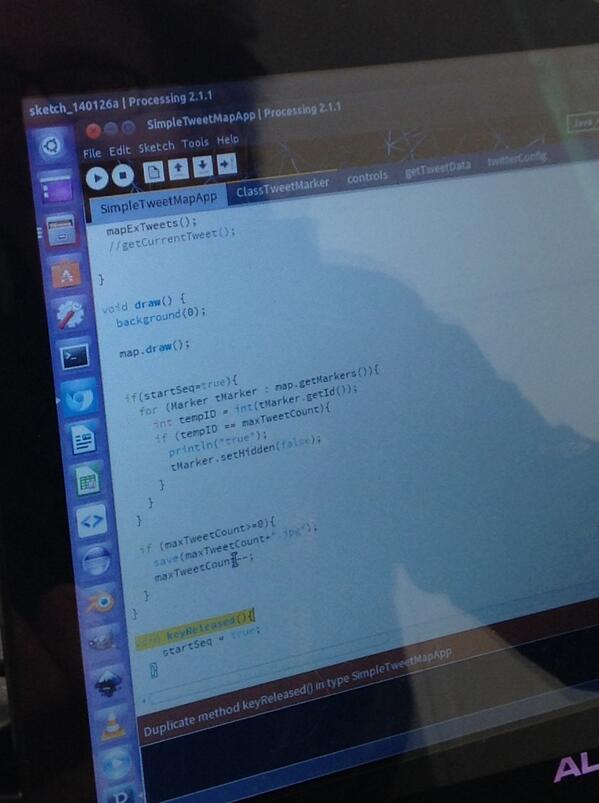 sketch_140126a | Processing 2.1.1
SimpleTweetMapApp | Processing 2.1.1
File Edit Sketch Tools Help
Java
SimpleTweetMapApp ClassTweetMarker controls getTweetData twitterConfig
mapExTweets();
//getCurrentTweet();
}
void draw() {
background(0);
map.draw();
if(startSeq=true){
for (Marker tMarker : map.getMarkers()){
int tempID = int(tMarker.getId());
if (tempID == maxTweetCount){
println("true");
tMarker.setHidden(false);
}
}
}
if (maxTweetCount>=0){
save(maxTweetCount+".jpg");
maxTweetCount--;
}
}
void keyReleased(){
startSeq = true;
}
Duplicate method keyReleased() in type SimpleTweetMapApp